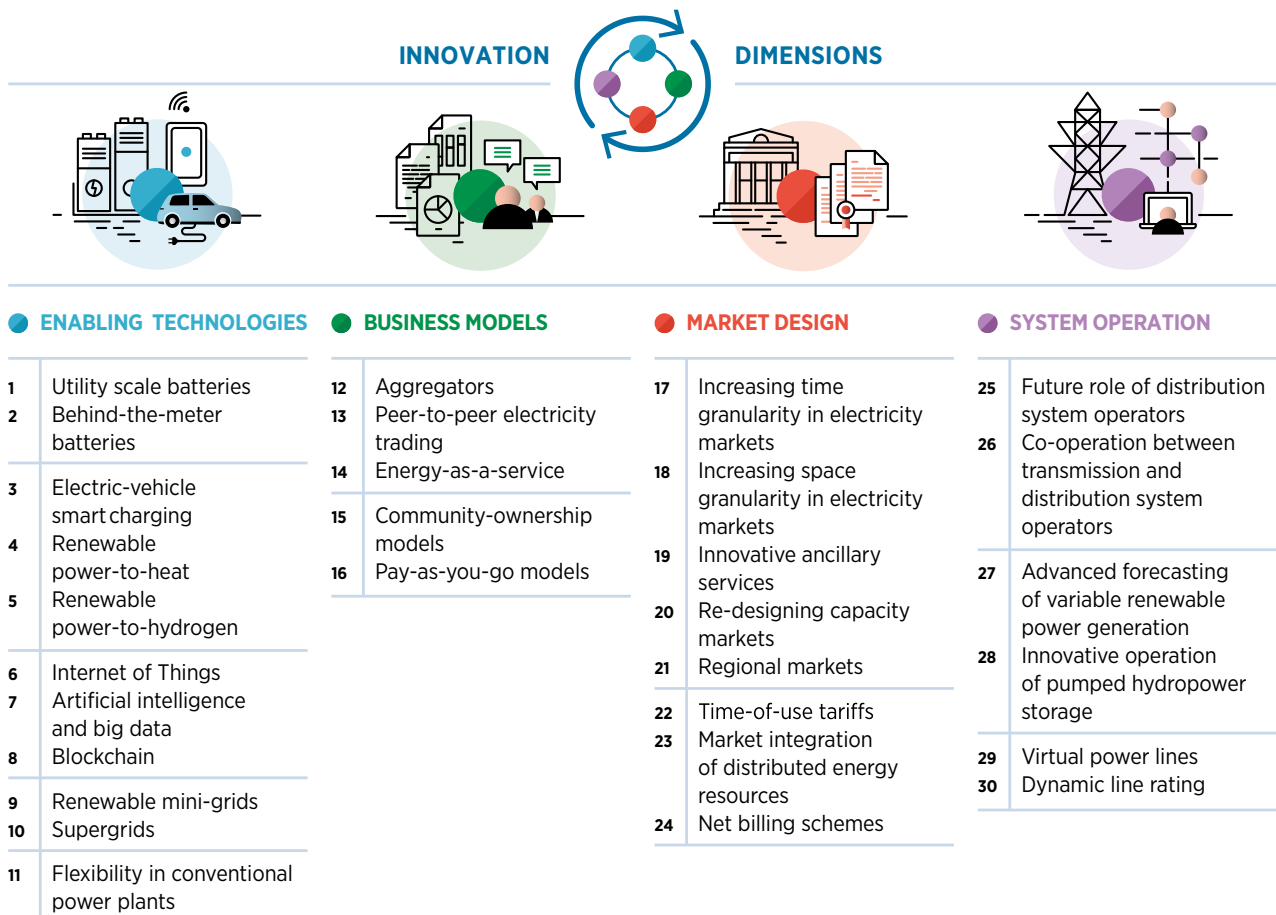 INNOVATION DIMENSIONS
ENABLING TECHNOLOGIES
1 Utility scale batteries
2 Behind-the-meter
batteries
3 Electric-vehicle
smart charging
4 Renewable
power-to-heat
5 Renewable
power-to-hydrogen
6 Internet of Things
7 Artificial intelligence
and big data
8 Blockchain
9 Renewable mini-grids
10 Supergrids
11 Flexibility in conventional
power plants
BUSINESS MODELS
12 Aggregators
13 Peer-to-peer electricity
trading
14 Energy-as-a-service
15 Community-ownership
models
16 Pay-as-you-go models
MARKET DESIGN
17 Increasing time
granularity in electricity
markets
18 Increasing space
granularity in electricity
markets
19 Innovative ancillary
services
20 Re-designing capacity
markets
21 Regional markets
22 Time-of-use tariffs
23 Market integration
of distributed energy
resources
24 Net billing schemes
SYSTEM OPERATION
25 Future role of distribution
system operators
26 Co-operation between
transmission and
distribution system
operators
27 Advanced forecasting
of variable renewable
power generation
28 Innovative operation
of pumped hydropower
storage
29 Virtual power lines
30 Dynamic line rating